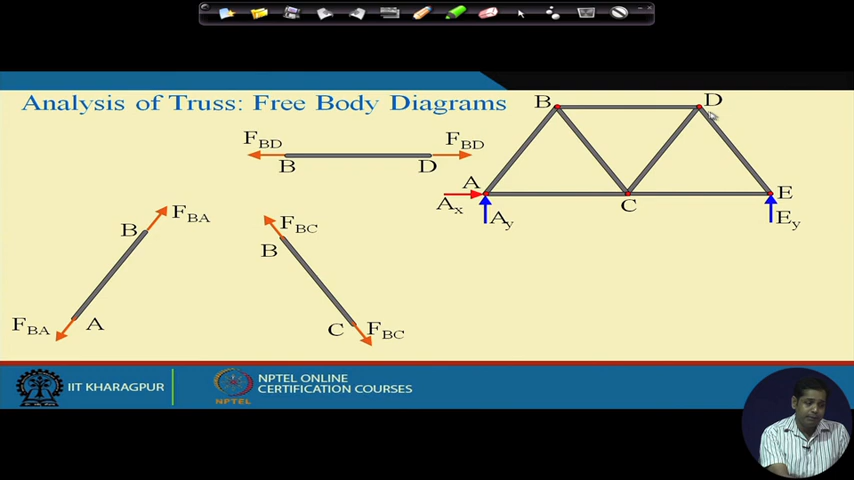 Analysis of Truss: Free Body Diagrams
B
D
F_BD
F_BD
B
D
A
E
A_x
A_y
C
E_y
B
F_BA
F_BC
B
F_BA
A
C
F_BC
IIT KHARAGPUR
NPTEL
NPTEL ONLINE
CERTIFICATION COURSES